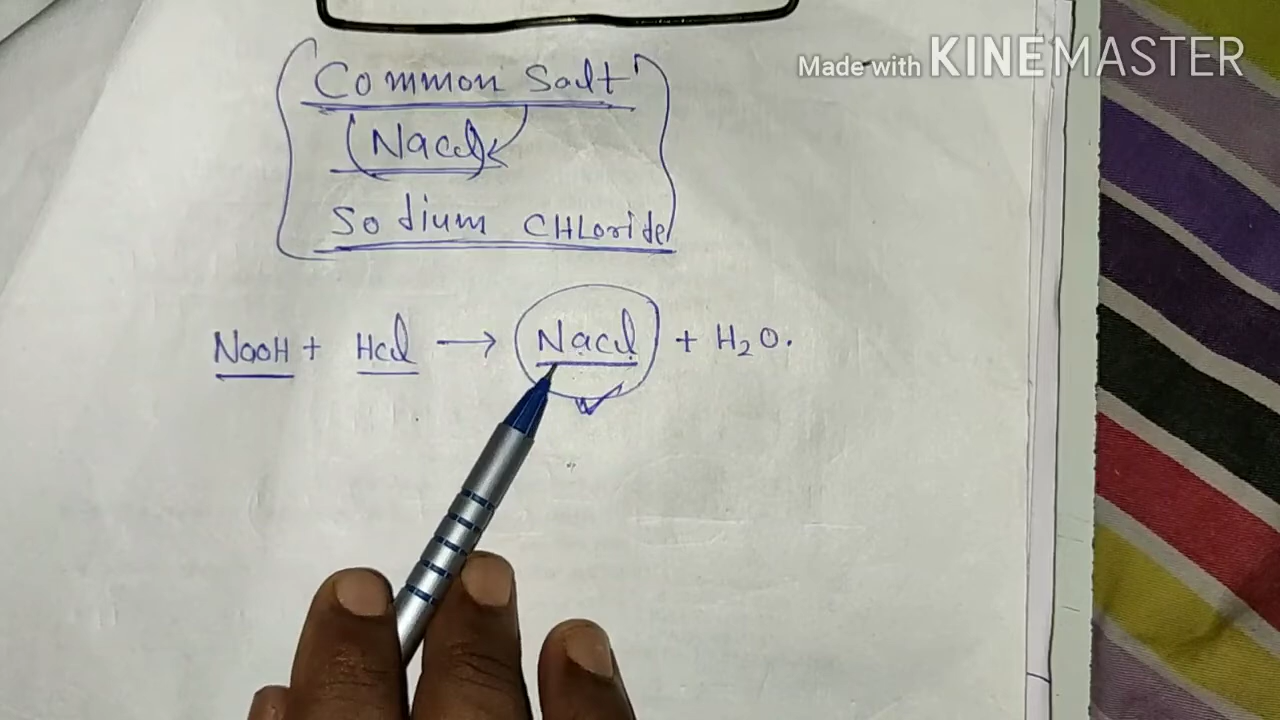 Made with KINEMASTER
Common Salt
(NaCl)
Sodium CHLoride
NaOH + HCl → NaCl + H₂O.